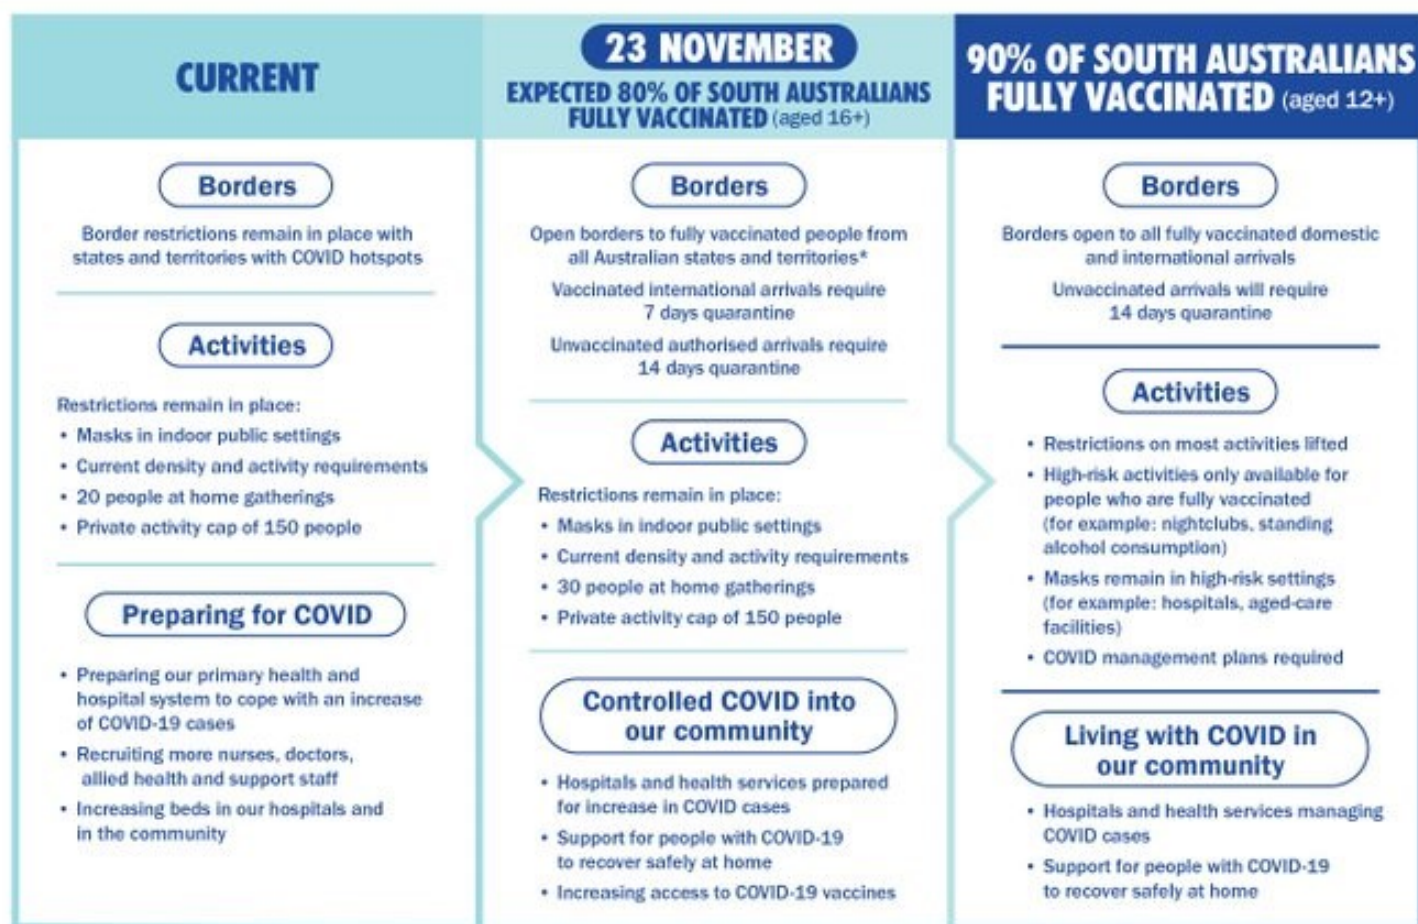 CURRENT
Borders
Border restrictions remain in place with
states and territories with COVID hotspots
Activities
Restrictions remain in place:
• Masks in indoor public settings
• Current density and activity requirements
• 20 people at home gatherings
• Private activity cap of 150 people
Preparing for COVID
• Preparing our primary health and
hospital system to cope with an increase
of COVID-19 cases
• Recruiting more nurses, doctors,
allied health and support staff
• Increasing beds in our hospitals and
in the community
23 NOVEMBER
EXPECTED 80% OF SOUTH AUSTRALIANS
FULLY VACCINATED (aged 16+)
Borders
Open borders to fully vaccinated people from
all Australian states and territories*
Vaccinated international arrivals require
7 days quarantine
Unvaccinated authorised arrivals require
14 days quarantine
Activities
Restrictions remain in place:
• Masks in indoor public settings
• Current density and activity requirements
• 30 people at home gatherings
• Private activity cap of 150 people
Controlled COVID into
our community
• Hospitals and health services prepared
for increase in COVID cases
• Support for people with COVID-19
to recover safely at home
• Increasing access to COVID-19 vaccines
90% OF SOUTH AUSTRALIANS
FULLY VACCINATED (aged 12+)
Borders
Borders open to all fully vaccinated domestic
and international arrivals
Unvaccinated arrivals will require
14 days quarantine
Activities
• Restrictions on most activities lifted
• High-risk activities only available for
people who are fully vaccinated
(for example: nightclubs, standing
alcohol consumption)
• Masks remain in high-risk settings
(for example: hospitals, aged-care
facilities)
• COVID management plans required
Living with COVID in
our community
• Hospitals and health services managing
COVID cases
• Support for people with COVID-19
to recover safely at home